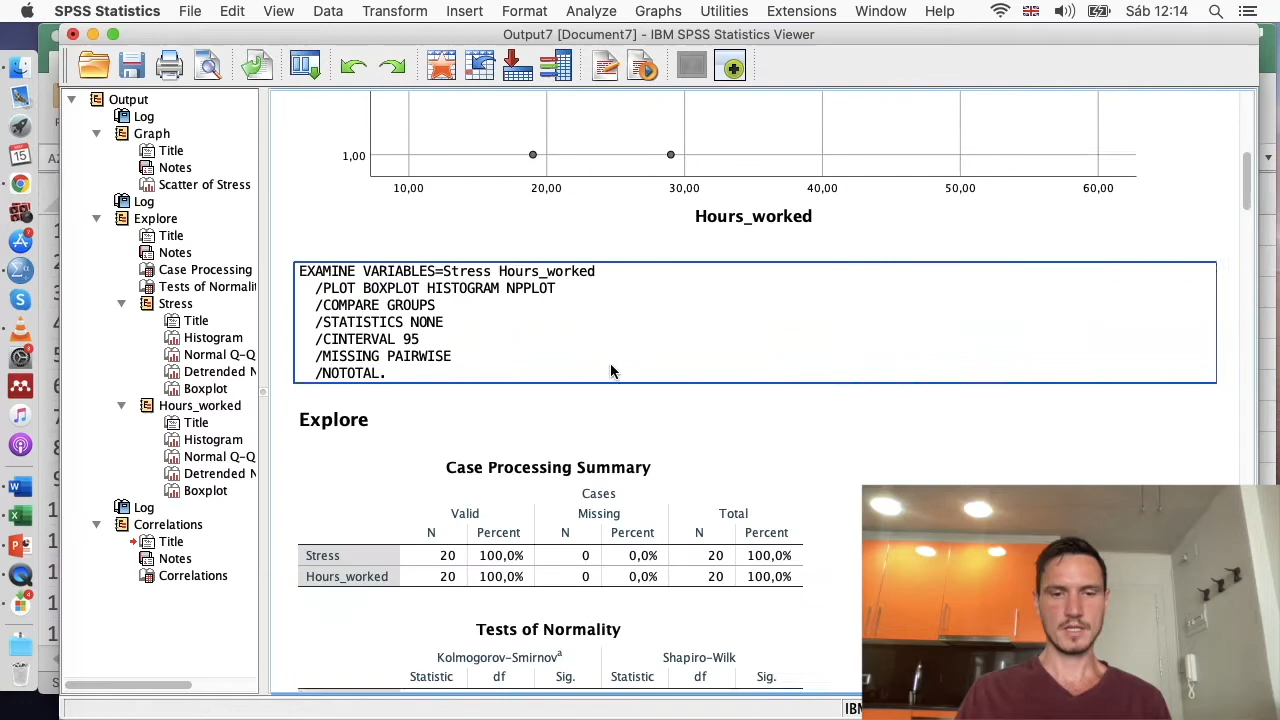 SPSS Statistics File Edit View Data Transform Insert Format Analyze Graphs Utilities Extensions Window Help Sáb 12:14
Output7 [Document7] - IBM SPSS Statistics Viewer
Output
Log
Graph
Title
Notes
Scatter of Stress
Log
Explore
Title
Notes
Case Processing
Tests of Normali
Stress
Title
Histogram
Normal Q-Q
Detrended N
Boxplot
Hours_worked
Title
Histogram
Normal Q-Q
Detrended N
Boxplot
Log
Correlations
Title
Notes
Correlations
1,00
10,00 20,00 30,00 40,00 50,00 60,00
Hours_worked
EXAMINE VARIABLES=Stress Hours_worked
/PLOT BOXPLOT HISTOGRAM NPPLOT
/COMPARE GROUPS
/STATISTICS NONE
/CINTERVAL 95
/MISSING PAIRWISE
/NOTOTAL.
Explore
Case Processing Summary
Cases
Valid Missing Total
N Percent N Percent N Percent
Stress 20 100,0% 0 0,0% 20 100,0%
Hours_worked 20 100,0% 0 0,0% 20 100,0%
Tests of Normality
Kolmogorov-Smirnovᵃ Shapiro-Wilk
Statistic df Sig. Statistic df Sig.
IBM